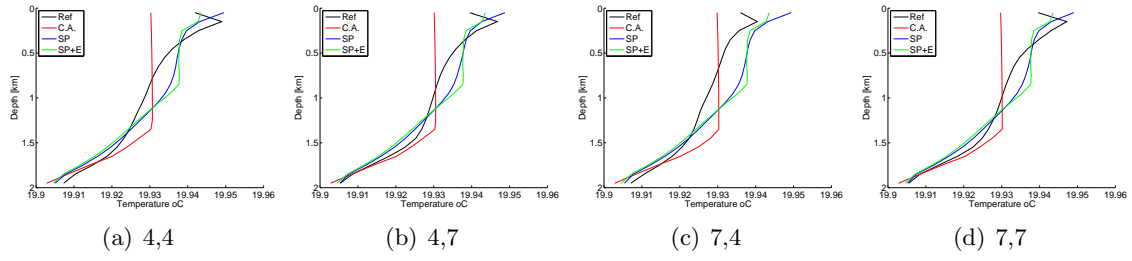 Ref
C.A.
SP
SP+E
0
0.5
1
1.5
2
Depth [km]
19.9 19.91 19.92 19.93 19.94 19.95 19.96
Temperature oC
(a) 4,4
Ref
C.A.
SP
SP+E
0
0.5
1
1.5
2
Depth [km]
19.9 19.91 19.92 19.93 19.94 19.95 19.96
Temperature oC
(b) 4,7
Ref
C.A.
SP
SP+E
0
0.5
1
1.5
2
Depth [km]
19.9 19.91 19.92 19.93 19.94 19.95 19.96
Temperature oC
(c) 7,4
Ref
C.A.
SP
SP+E
0
0.5
1
1.5
2
Depth [km]
19.9 19.91 19.92 19.93 19.94 19.95 19.96
Temperature oC
(d) 7,7